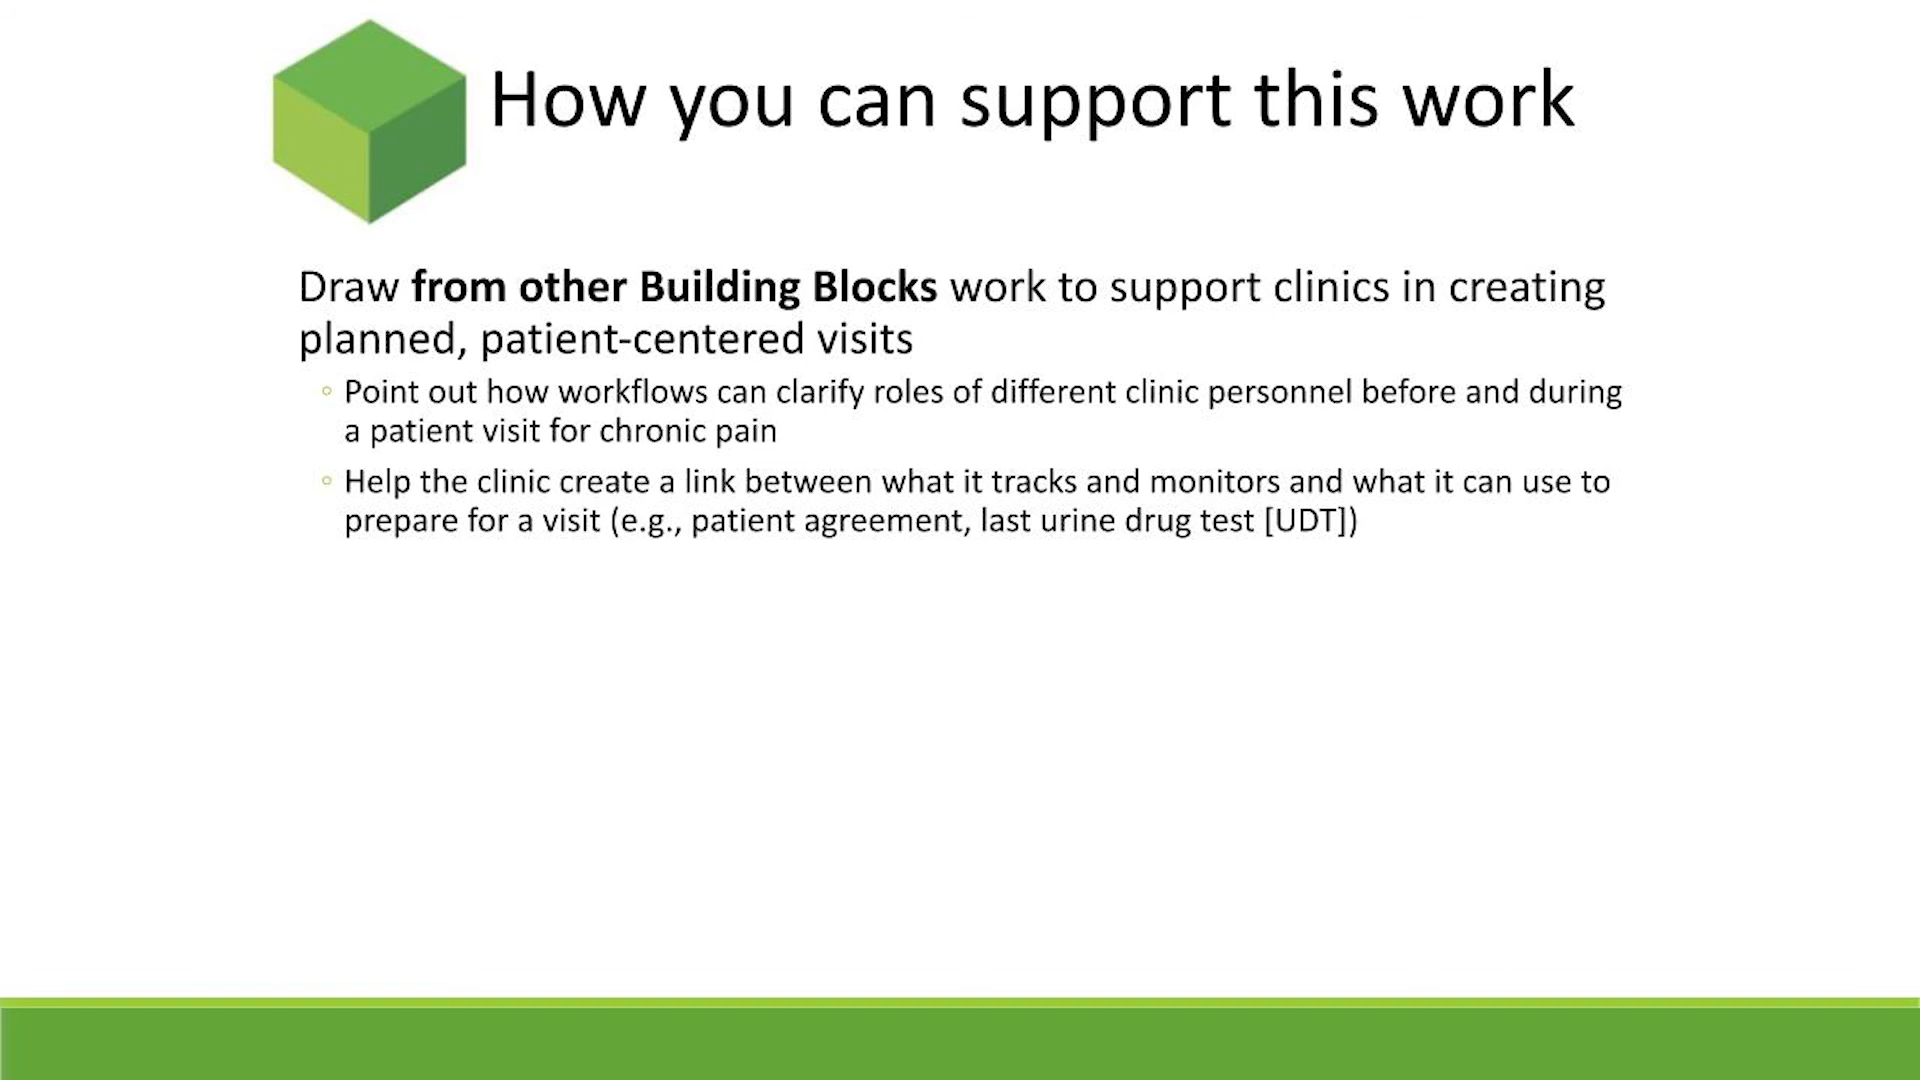 How you can support this work
Draw from other Building Blocks work to support clinics in creating
planned, patient-centered visits
◦ Point out how workflows can clarify roles of different clinic personnel before and during
a patient visit for chronic pain
◦ Help the clinic create a link between what it tracks and monitors and what it can use to
prepare for a visit (e.g., patient agreement, last urine drug test [UDT])